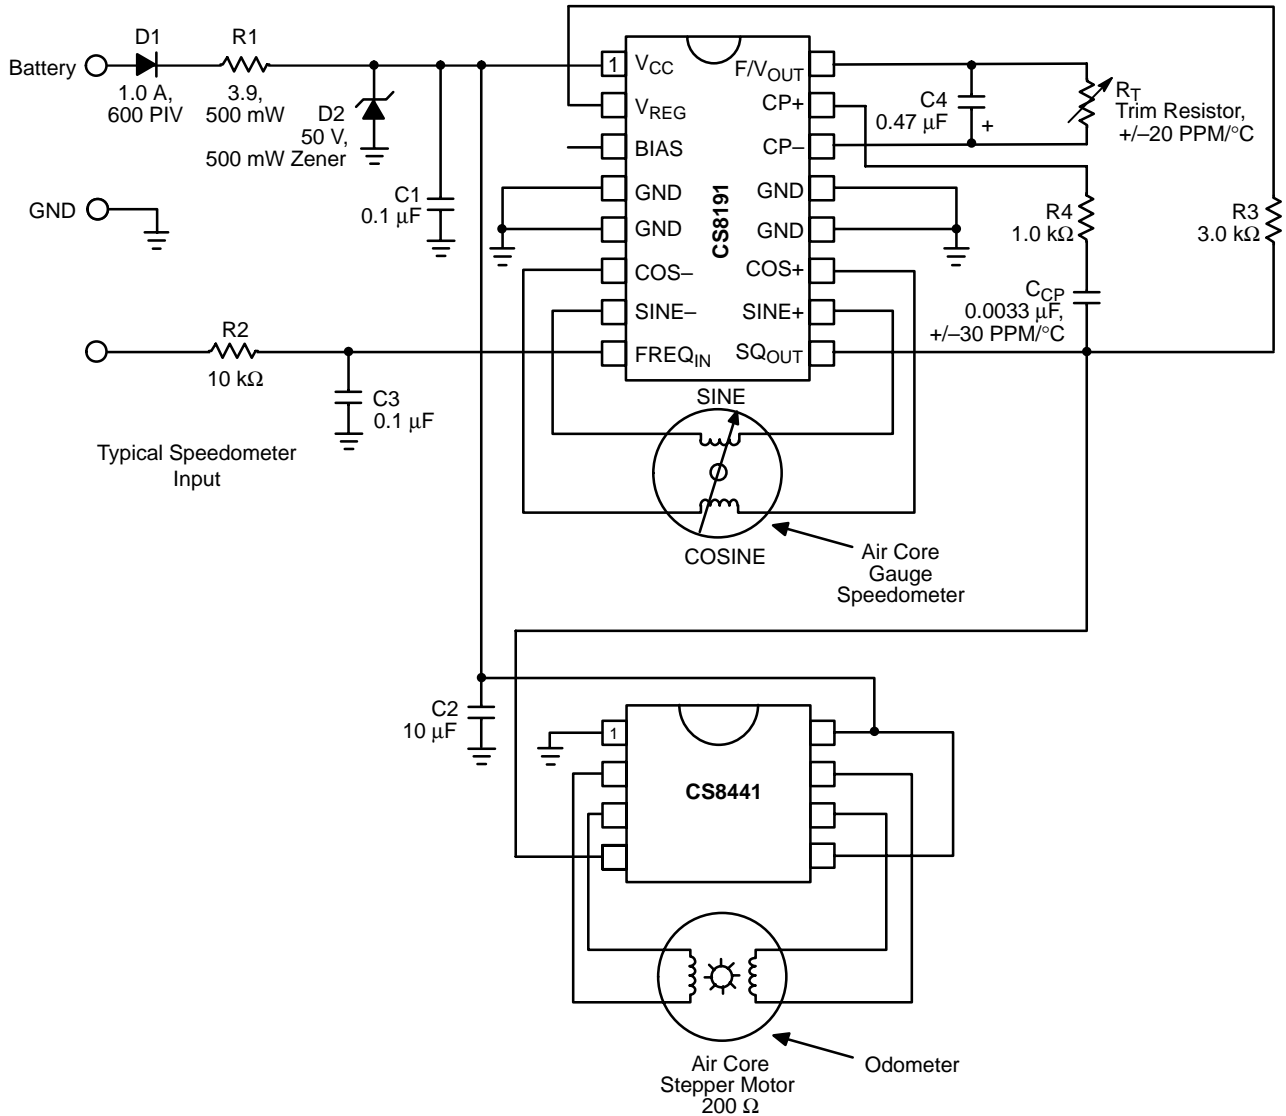 D1
R1
Battery
1.0 A,
600 PIV
3.9,
500 mW
D2
50 V,
500 mW Zener
GND
C1
0.1 μF
R2
10 kΩ
C3
0.1 μF
Typical Speedometer
Input
1
VCC
VREG
BIAS
GND
GND
COS–
SINE–
FREQIN
CS8191
F/VOUT
CP+
CP–
GND
GND
COS+
SINE+
SQOUT
C4
0.47 μF
+
RT
Trim Resistor,
+/–20 PPM/°C
R4
1.0 kΩ
R3
3.0 kΩ
CCP
0.0033 μF,
+/–30 PPM/°C
SINE
COSINE
Air Core
Gauge
Speedometer
C2
10 μF
1
CS8441
Air Core
Stepper Motor
200 Ω
Odometer